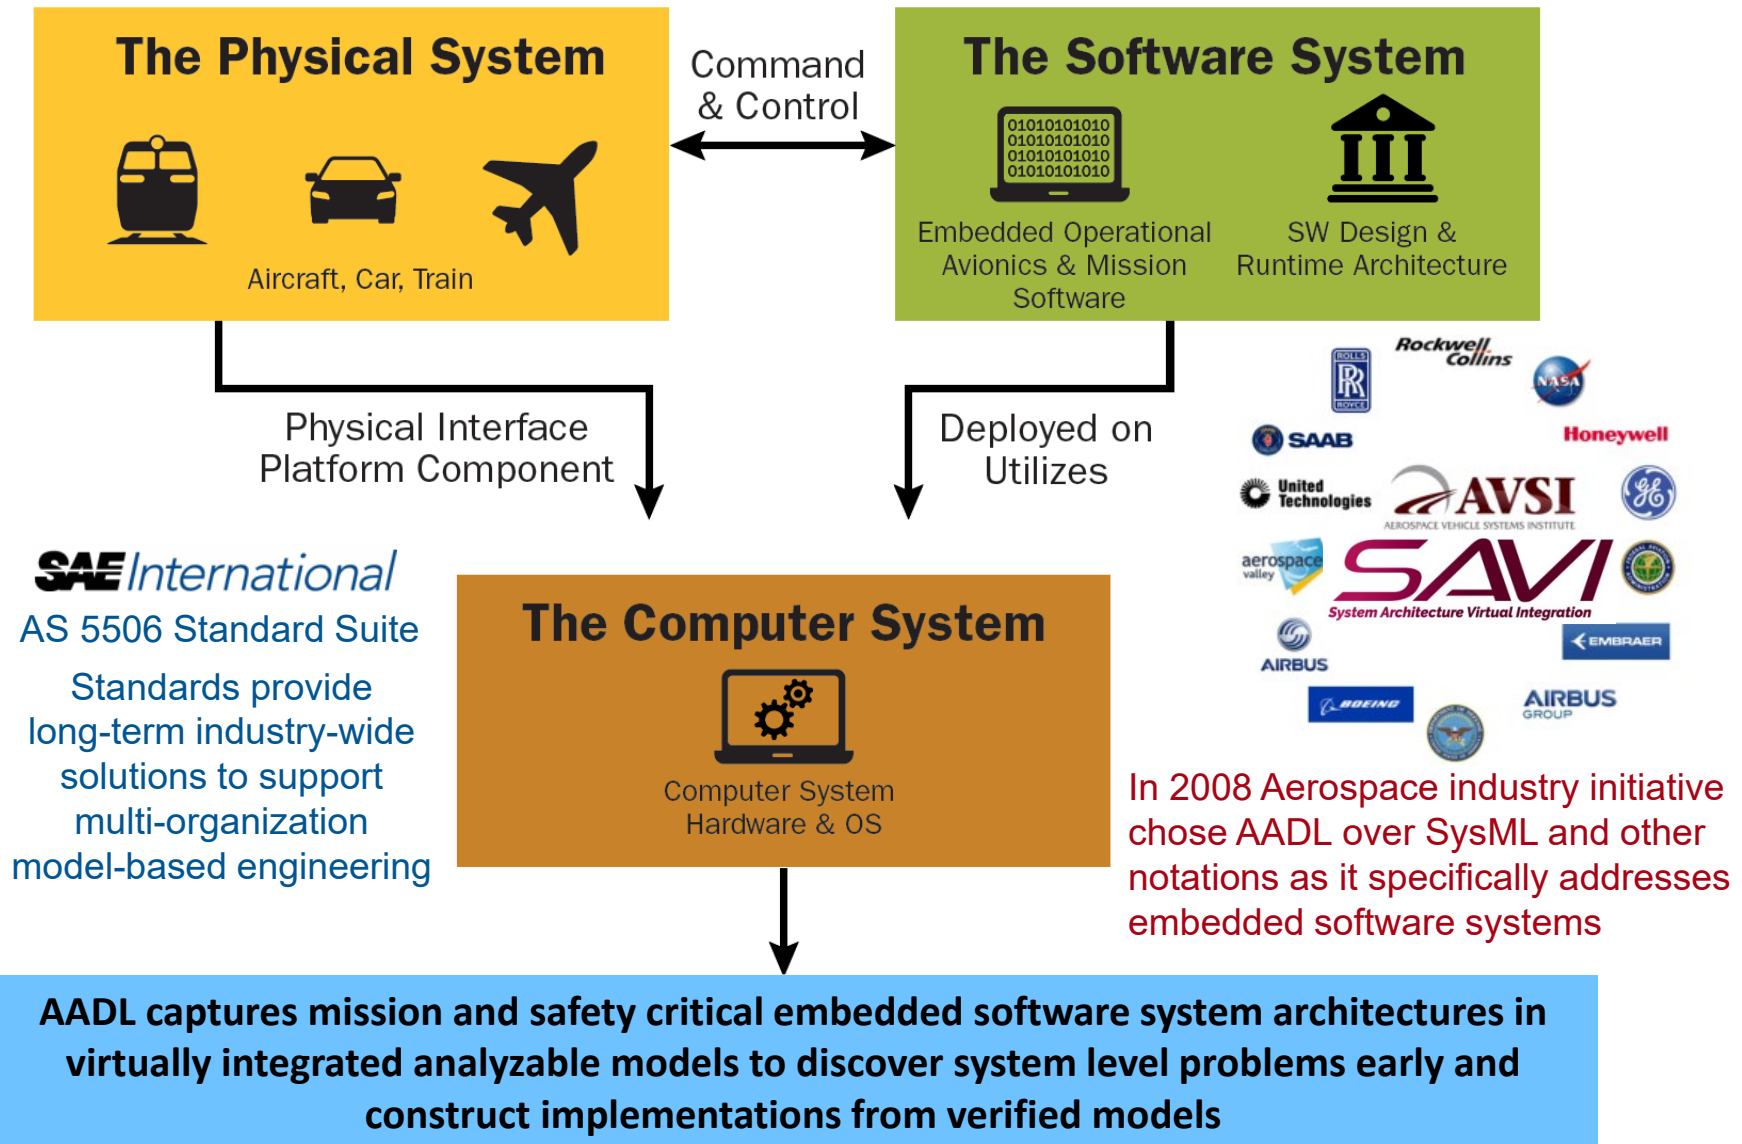 The Physical System
Aircraft, Car, Train
Command
& Control
The Software System
01010101010
01010101010
01010101010
01010101010
Embedded Operational
Avionics & Mission
Software
SW Design &
Runtime Architecture
Physical Interface
Platform Component
Deployed on
Utilizes
SAE International
AS 5506 Standard Suite
Standards provide
long-term industry-wide
solutions to support
multi-organization
model-based engineering
The Computer System
Computer System
Hardware & OS
Rockwell
Collins
ROLLS
RR
ROYCE
NASA
SAAB
Honeywell
United
Technologies
AVSI
AEROSPACE VEHICLE SYSTEMS INSTITUTE
GE
aerospace
valley
SAVI
System Architecture Virtual Integration
AIRBUS
EMBRAER
BOEING
AIRBUS
GROUP
In 2008 Aerospace industry initiative
chose AADL over SysML and other
notations as it specifically addresses
embedded software systems
AADL captures mission and safety critical embedded software system architectures in
virtually integrated analyzable models to discover system level problems early and
construct implementations from verified models